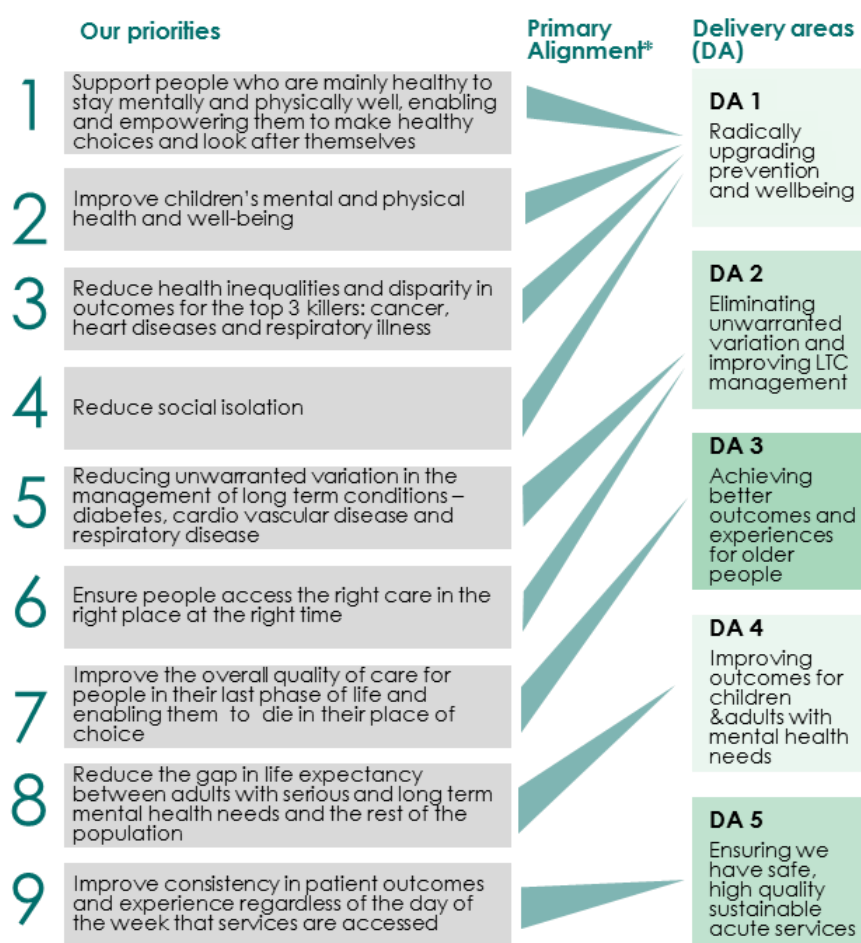 Our priorities
Primary
Alignment*
Delivery areas
(DA)
1
Support people who are mainly healthy to
stay mentally and physically well, enabling
and empowering them to make healthy
choices and look after themselves
2
Improve children’s mental and physical
health and well-being
3
Reduce health inequalities and disparity in
outcomes for the top 3 killers: cancer,
heart diseases and respiratory illness
4
Reduce social isolation
5
Reducing unwarranted variation in the
management of long term conditions –
diabetes, cardio vascular disease and
respiratory disease
6
Ensure people access the right care in the
right place at the right time
7
Improve the overall quality of care for
people in their last phase of life and
enabling them to die in their place of
choice
8
Reduce the gap in life expectancy
between adults with serious and long term
mental health needs and the rest of the
population
9
Improve consistency in patient outcomes
and experience regardless of the day of
the week that services are accessed
DA 1
Radically
upgrading
prevention
and wellbeing
DA 2
Eliminating
unwarranted
variation and
improving LTC
management
DA 3
Achieving
better
outcomes and
experiences
for older
people
DA 4
Improving
outcomes for
children
&adults with
mental health
needs
DA 5
Ensuring we
have safe,
high quality
sustainable
acute services